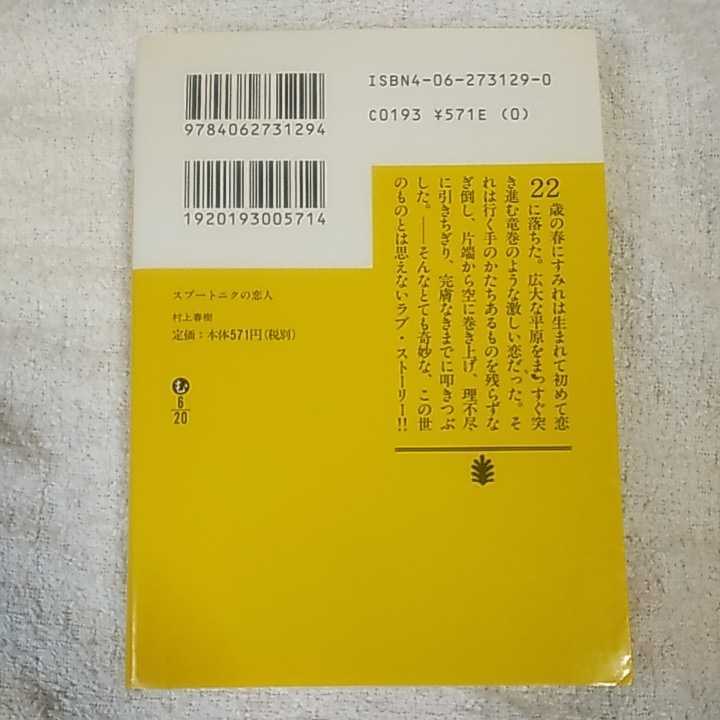 ISBN4-06-273129-0
C0193 ¥571E (0)
9784062731294
1920193005714
22歳の春にすみれは生まれて初めて恋
に落ちた。広大な平原をまっすぐ突
き進む竜巻のような激しい恋だった。そ
れは行く手のかたちあるものを残らずな
ぎ倒し、片端から空に巻き上げ、理不尽
に引きちぎり、完膚なきまでに叩きつぶ
した。——そんなとても奇妙な、この世
のものとは思えないラブ・ストーリー!!
スプートニクの恋人
村上春樹
定価：本体571円(税別)
む
6
20